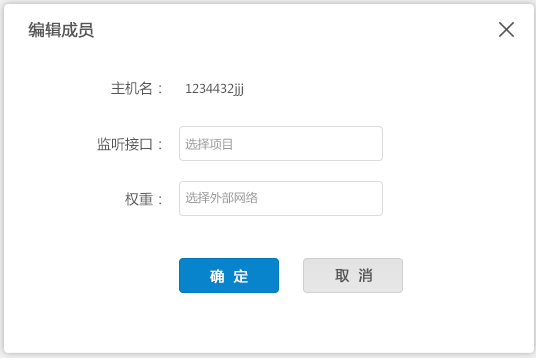 编辑成员
主机名： 1234432jjj
监听接口： 选择项目
权重： 选择外部网络
确 定 取 消